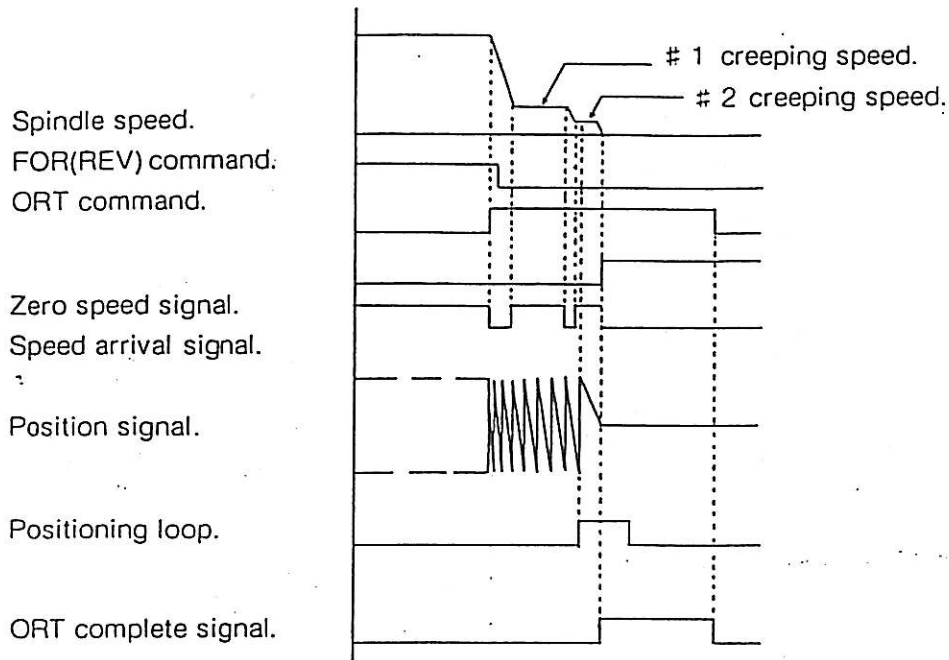 # 1 creeping speed.
# 2 creeping speed.
Spindle speed.
FOR(REV) command.
ORT command.
Zero speed signal.
Speed arrival signal.
Position signal.
Positioning loop.
ORT complete signal.